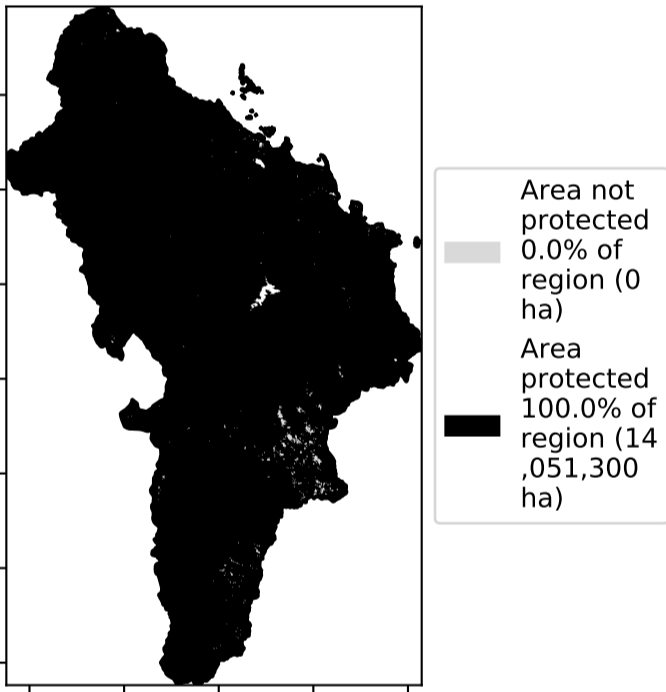 Area not
protected
0.0% of
region (0
ha)
Area
protected
100.0% of
region (14
,051,300
ha)